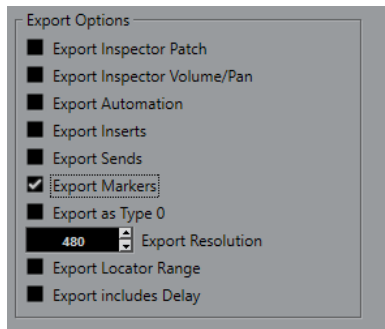 Export Options
Export Inspector Patch
Export Inspector Volume/Pan
Export Automation
Export Inserts
Export Sends
Export Markers
Export as Type 0
480 Export Resolution
Export Locator Range
Export includes Delay